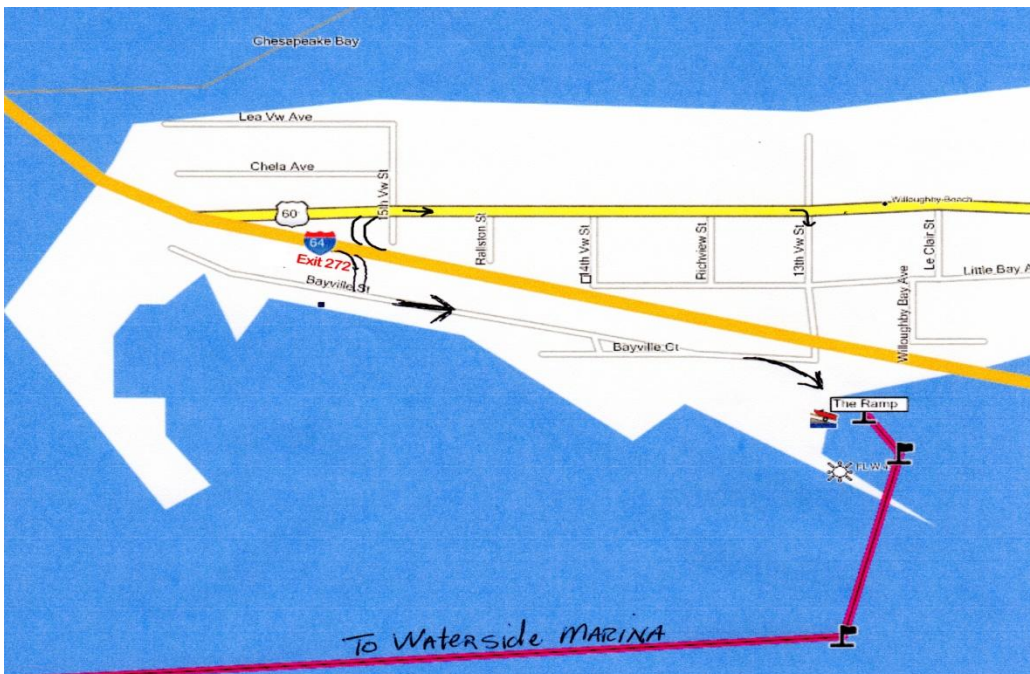 Chesapeake Bay
Lea Vw Ave
Chela Ave
15th Vw St
60
Willoughby Beach
64
Exit 272
Ralston St
14th Vw St
Richview St
13th Vw St
Le Clair St
Little Bay A
Willoughby Bay Ave
Bayville St
Bayville Ct
The Ramp
To WATERSide MARINA